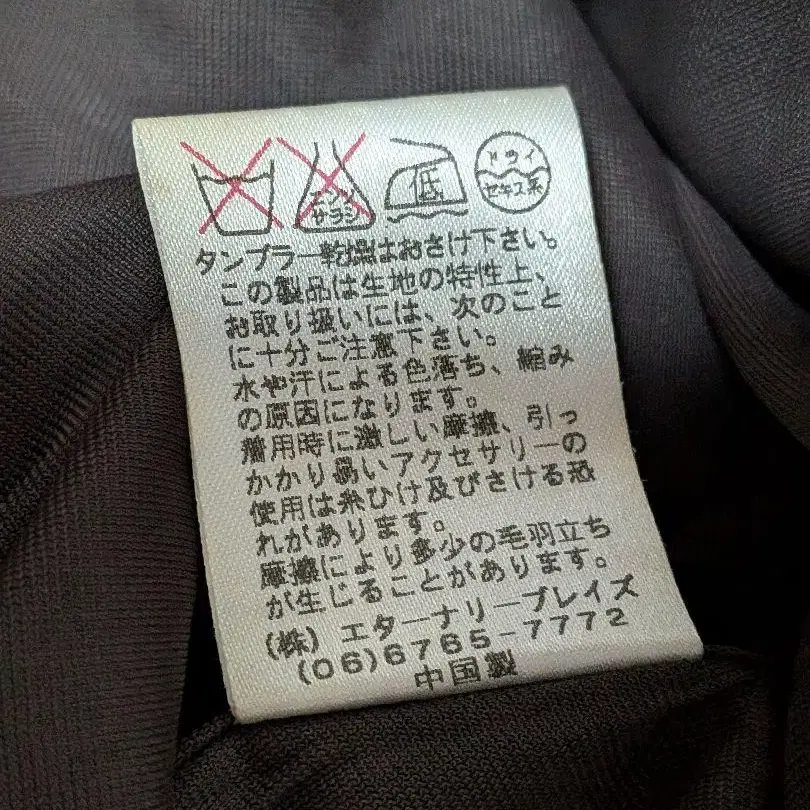 エンソ
サラシ
低
ドライ
セキユ系
タンブラー乾燥はおさけ下さい。
この製品は生地の特性上、
お取り扱いには、次のこと
に十分ご注意下さい。
水や汗による色落ち、縮み
の原因になります。
着用時に激しい摩擦、引っ
かかり易いアクセサリーの
使用は糸ひけ及びさける恐
れがあります。
摩擦により多少の毛羽立ち
が生じることがあります。
(株) エターナリープレイズ
(06)6765-7772
中国製